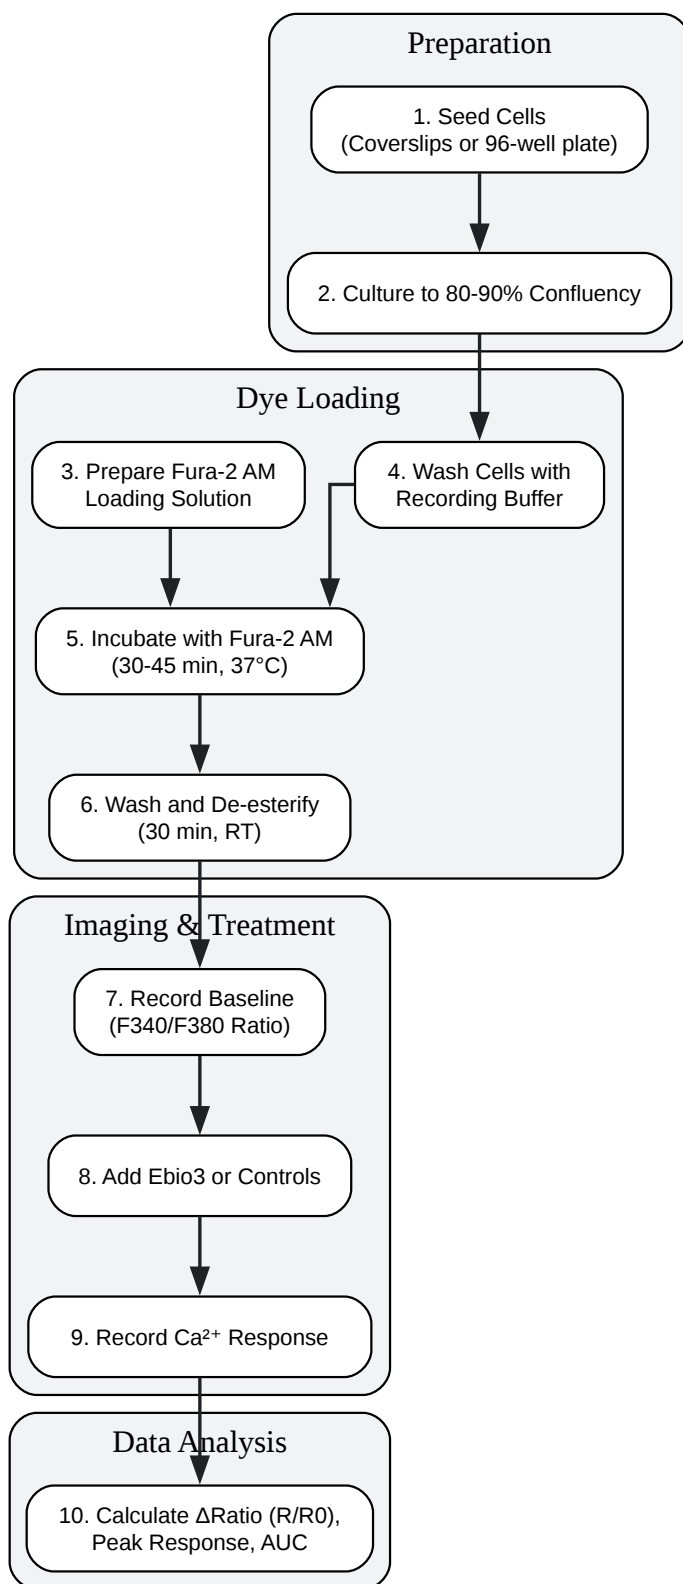 Preparation
1. Seed Cells
(Coverslips or 96-well plate)
2. Culture to 80-90% Confluency
Dye Loading
3. Prepare Fura-2 AM
Loading Solution
4. Wash Cells with
Recording Buffer
5. Incubate with Fura-2 AM
(30-45 min, 37°C)
6. Wash and De-esterify
(30 min, RT)
Imaging & Treatment
7. Record Baseline
(F340/F380 Ratio)
8. Add Ebio3 or Controls
9. Record Ca²⁺ Response
Data Analysis
10. Calculate ΔRatio (R/R0),
Peak Response, AUC